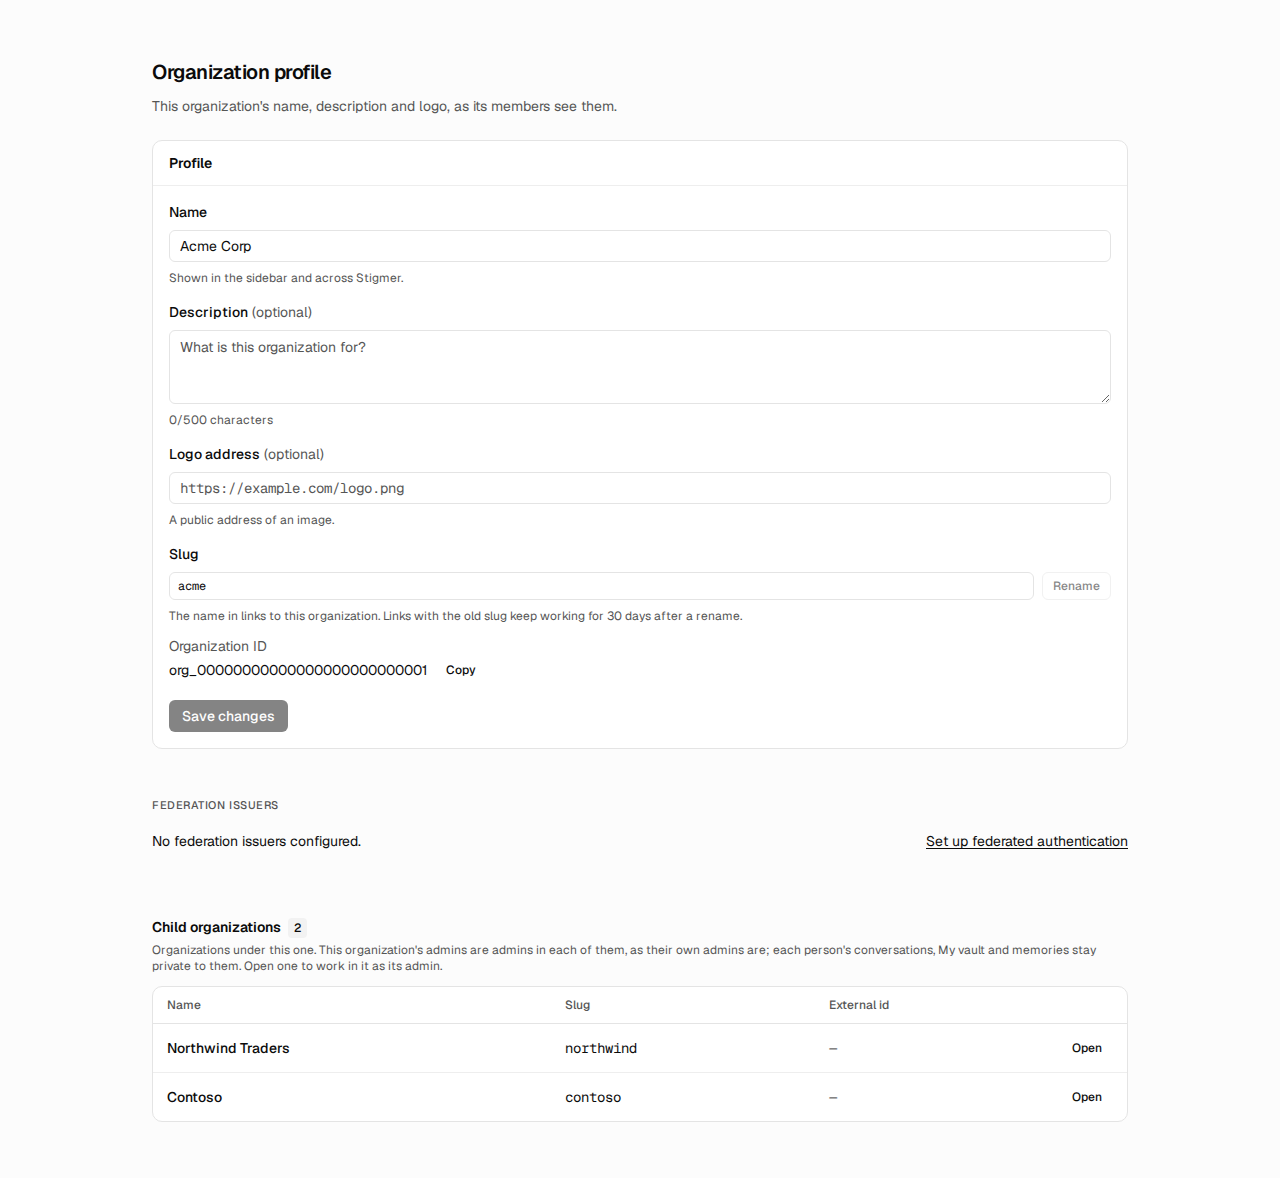 Organization profile
This organization's name, description and logo, as its members see them.
Profile
Name
Acme Corp
Shown in the sidebar and across Stigmer.
Description (optional)
What is this organization for?
0/500 characters
Logo address (optional)
https://example.com/logo.png
A public address of an image.
Slug
acme
Rename
The name in links to this organization. Links with the old slug keep working for 30 days after a rename.
Organization ID
org_00000000000000000000000001 Copy
Save changes
FEDERATION ISSUERS
No federation issuers configured. Set up federated authentication
Child organizations 2
Organizations under this one. This organization's admins are admins in each of them, as their own admins are; each person's conversations, My vault and memories stay
private to them. Open one to work in it as its admin.
Name Slug External id
Northwind Traders northwind — Open
Contoso contoso — Open